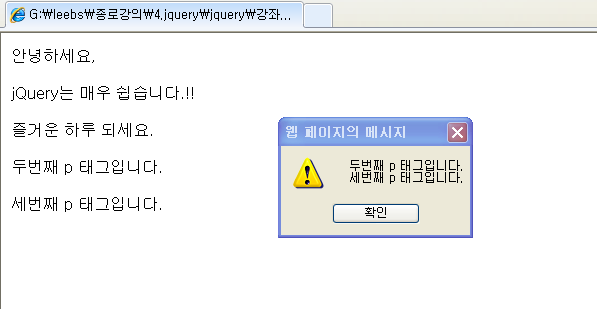 G:\leebs\종로강의\4.jquery\jquery\강좌...
안녕하세요,
jQuery는 매우 쉽습니다.!!
즐거운 하루 되세요.
두번째 p 태그입니다.
세번째 p 태그입니다.
웹 페이지의 메시지
두번째 p 태그입니다.
세번째 p 태그입니다.
확인